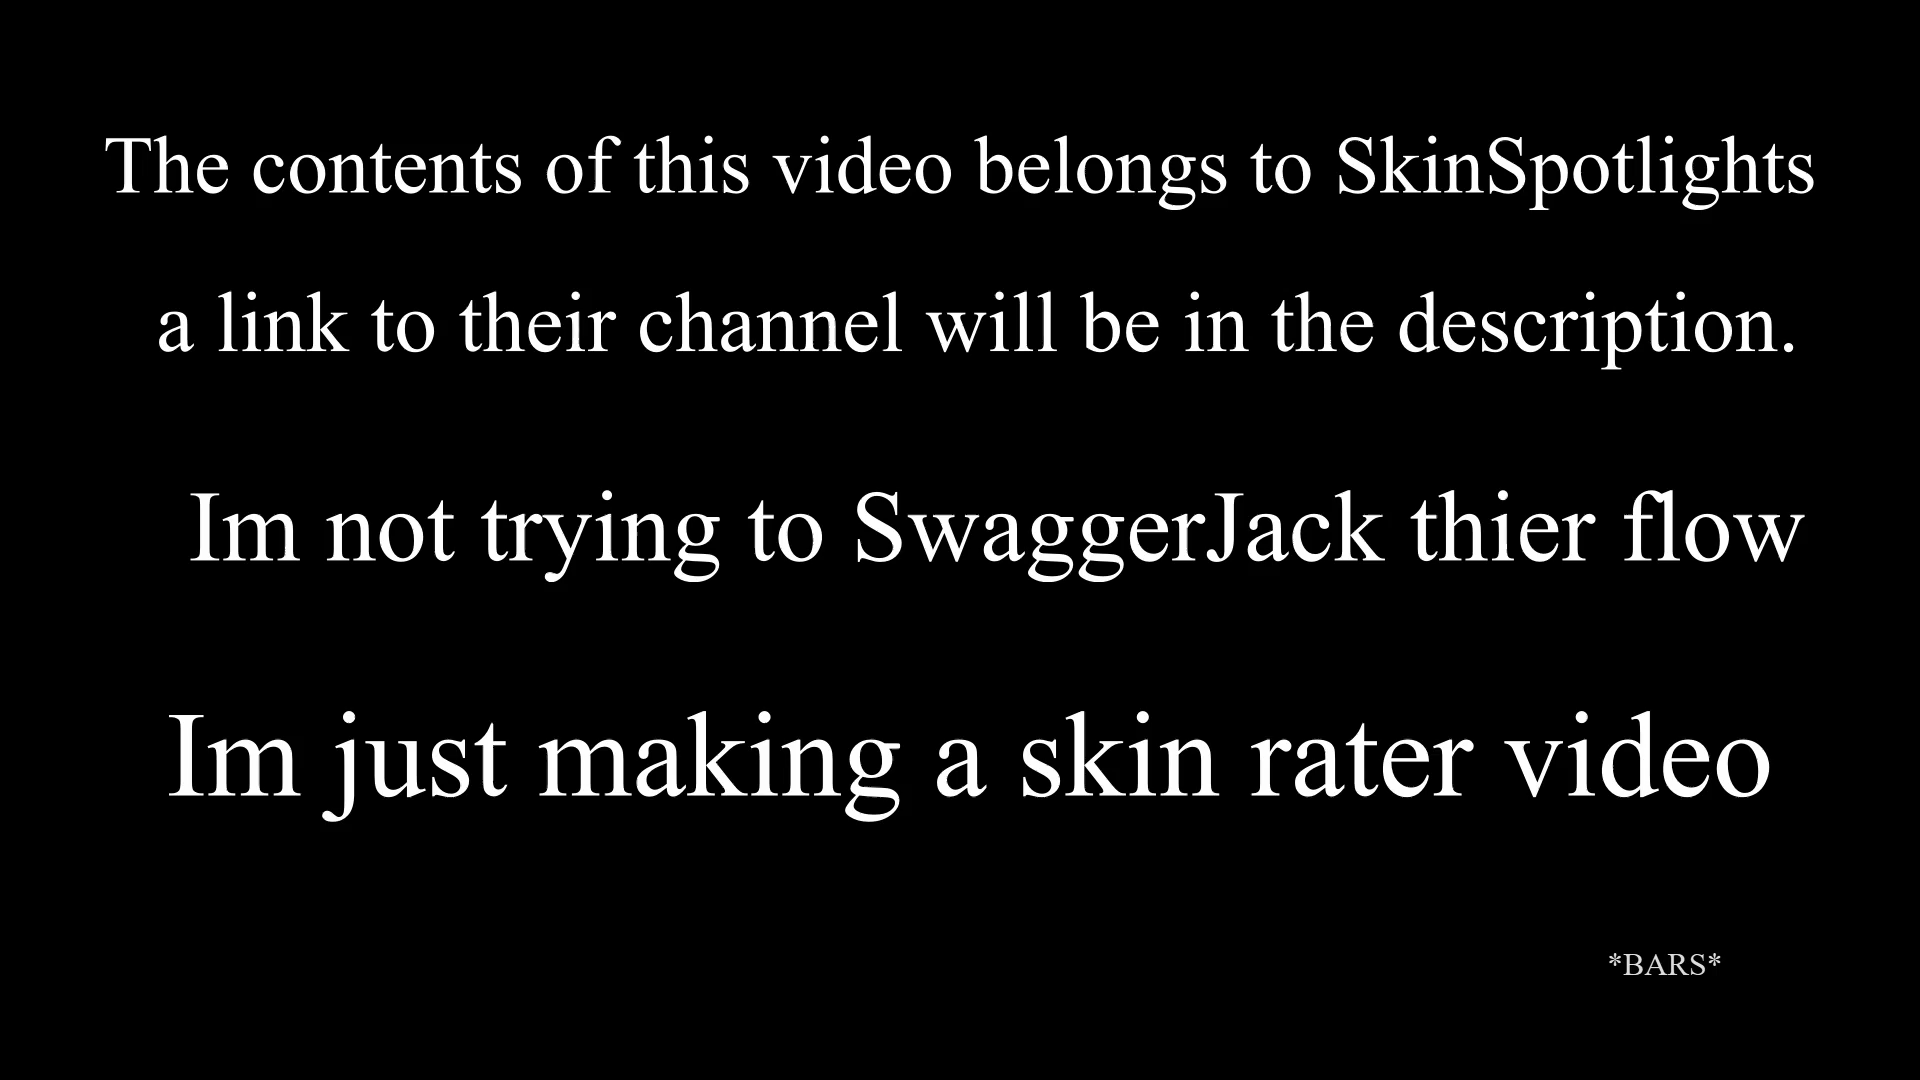 The contents of this video belongs to SkinSpotlights
a link to their channel will be in the description.
Im not trying to SwaggerJack thier flow
Im just making a skin rater video
*BARS*